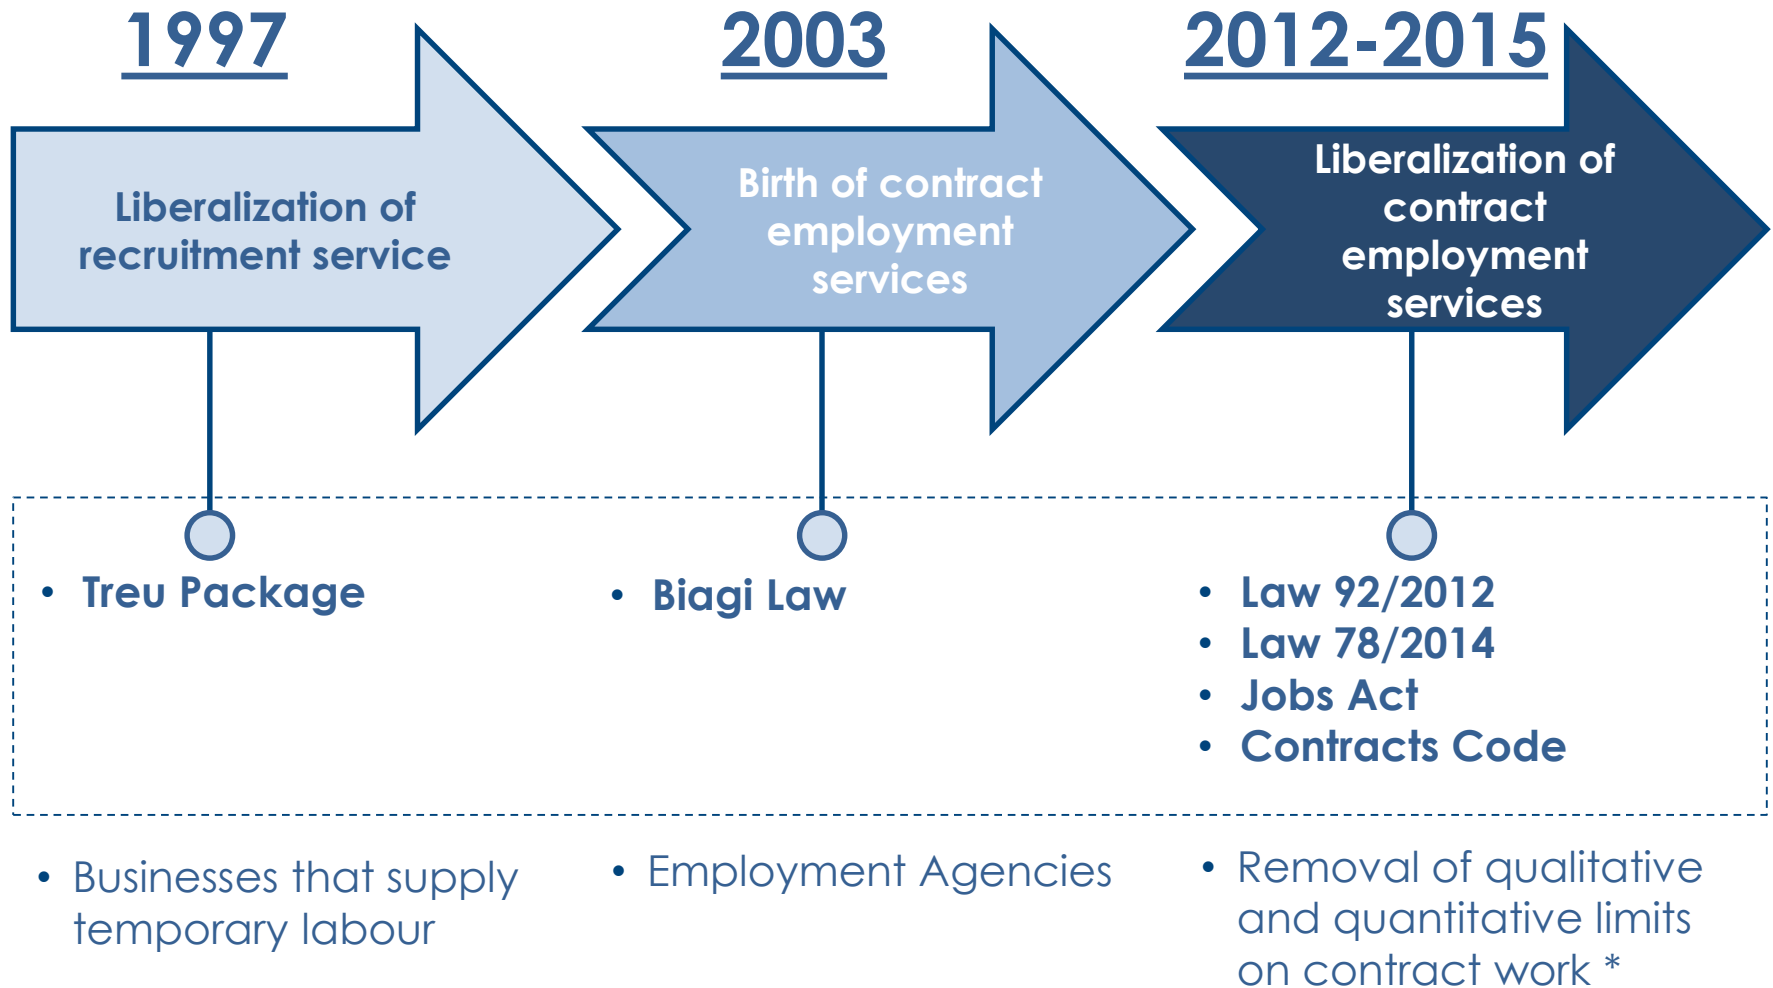 1997
2003
2012-2015
Liberalization of
recruitment service
Birth of contract
employment
services
Liberalization of
contract
employment
services
• Treu Package
• Biagi Law
• Law 92/2012
• Law 78/2014
• Jobs Act
• Contracts Code
• Businesses that supply
temporary labour
• Employment Agencies
• Removal of qualitative
and quantitative limits
on contract work *